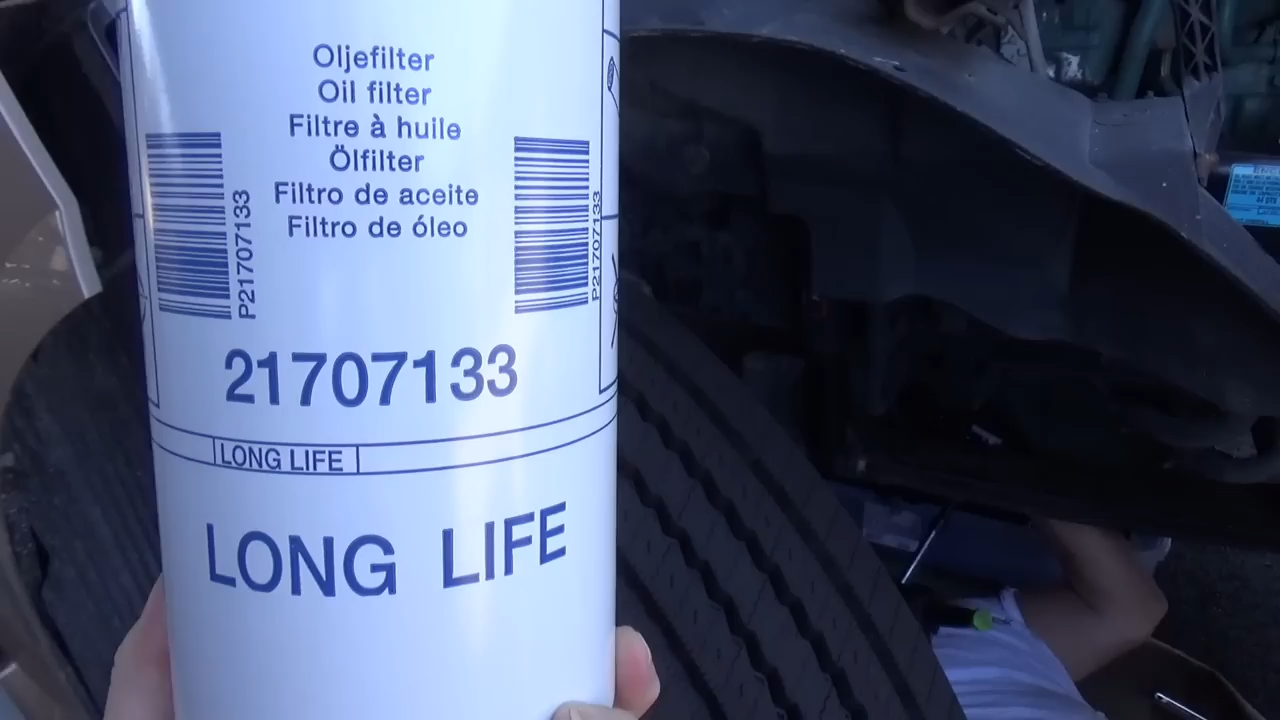 Oljefilter
Oil filter
Filtre à huile
Ölfilter
Filtro de aceite
Filtro de óleo
P21707133
P21707133
21707133
LONG LIFE
LONG LIFE